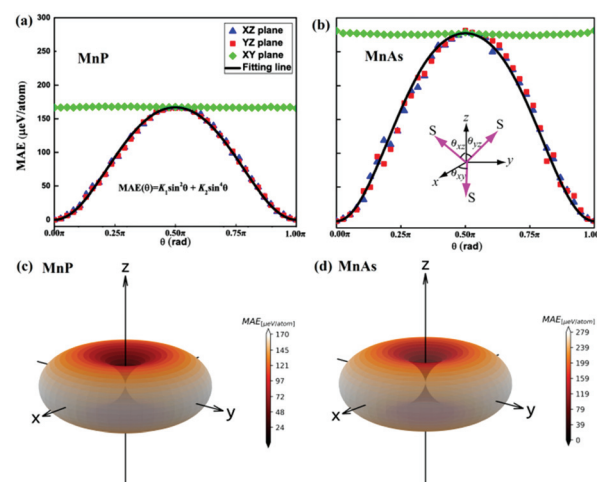 (a)
300
250
200
150
100
50
0
MAE (μeV/atom)
MnP
XZ plane
YZ plane
XY plane
Fitting line
MAE(θ)=K₁sin²θ + K₂sin⁴θ
0.00π 0.25π 0.50π 0.75π 1.00π
θ (rad)
(b)
MnAs
z
S
S
θxz
θyz
y
x
θxy
S
0.00π 0.25π 0.50π 0.75π 1.00π
θ (rad)
(c) MnP
Z
X
y
MAE[μeV/atom]
170
145
121
97
72
48
24
(d) MnAs
Z
X
y
MAE[μeV/atom]
279
239
199
159
119
79
39
0